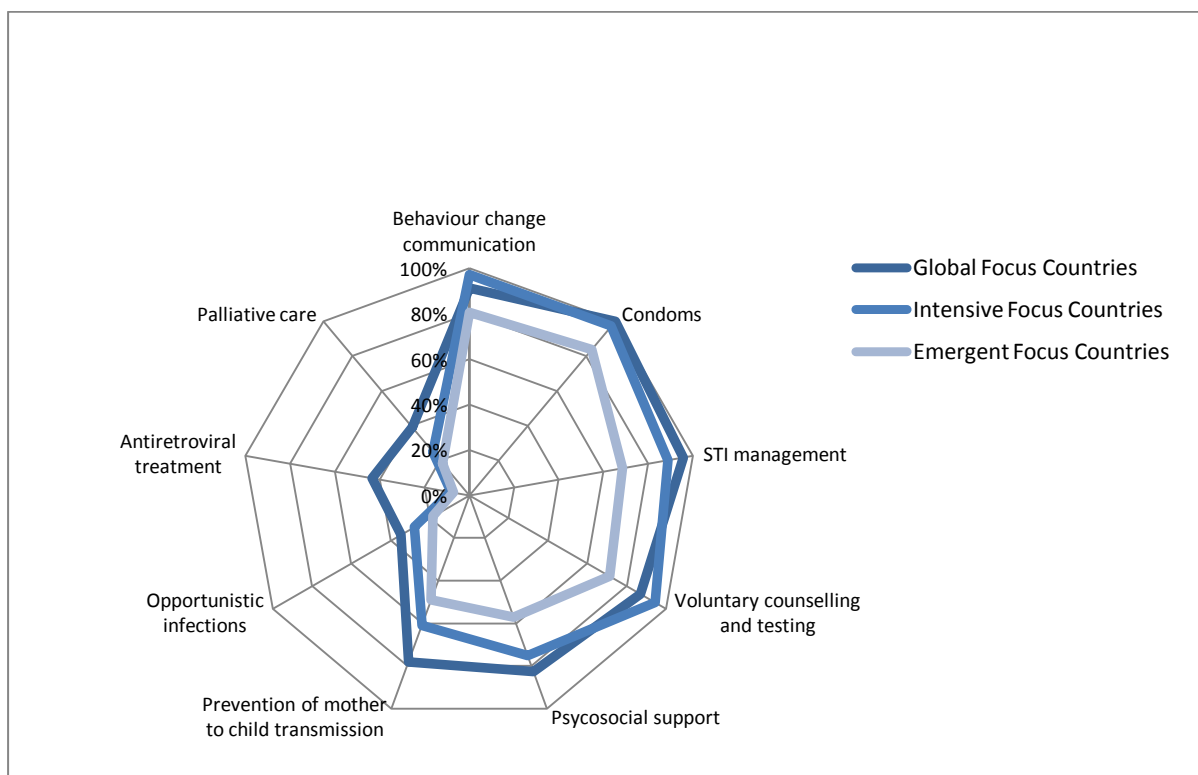 Behaviour change
communication
100%
80%
60%
40%
20%
0%
Condoms
STI management
Voluntary counselling
and testing
Psycosocial support
Prevention of mother
to child transmission
Opportunistic
infections
Antiretroviral
treatment
Palliative care
Global Focus Countries
Intensive Focus Countries
Emergent Focus Countries